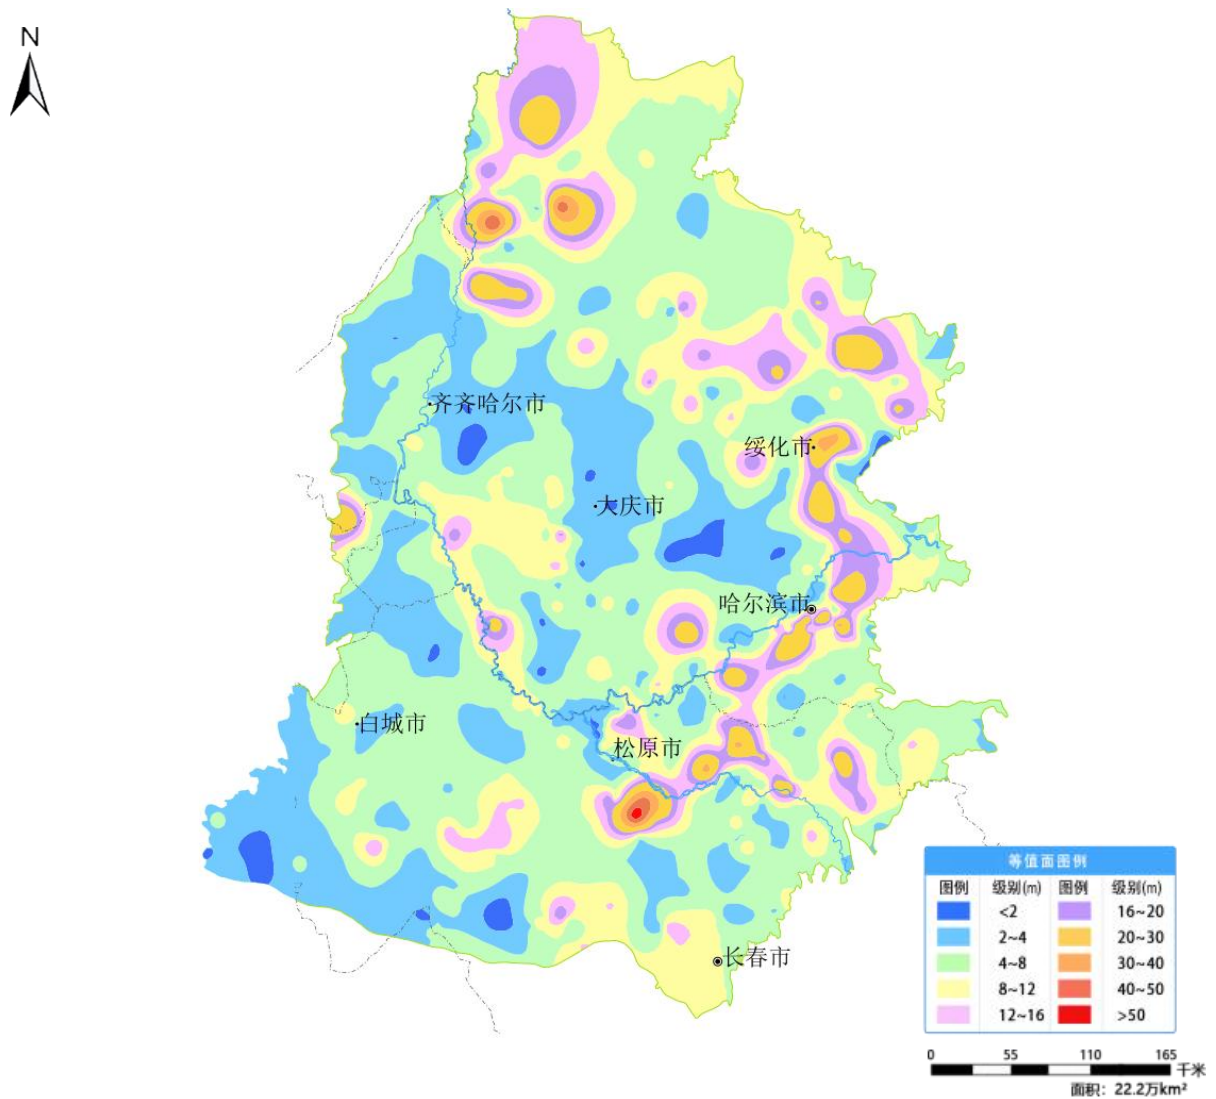 N
齐齐哈尔市
绥化市
大庆市
哈尔滨市
白城市
松原市
长春市
等值面图例
图例 级别(m) 图例 级别(m)
<2 16~20
2~4 20~30
4~8 30~40
8~12 40~50
12~16 >50
0 55 110 165
千米
面积：22.2万km²